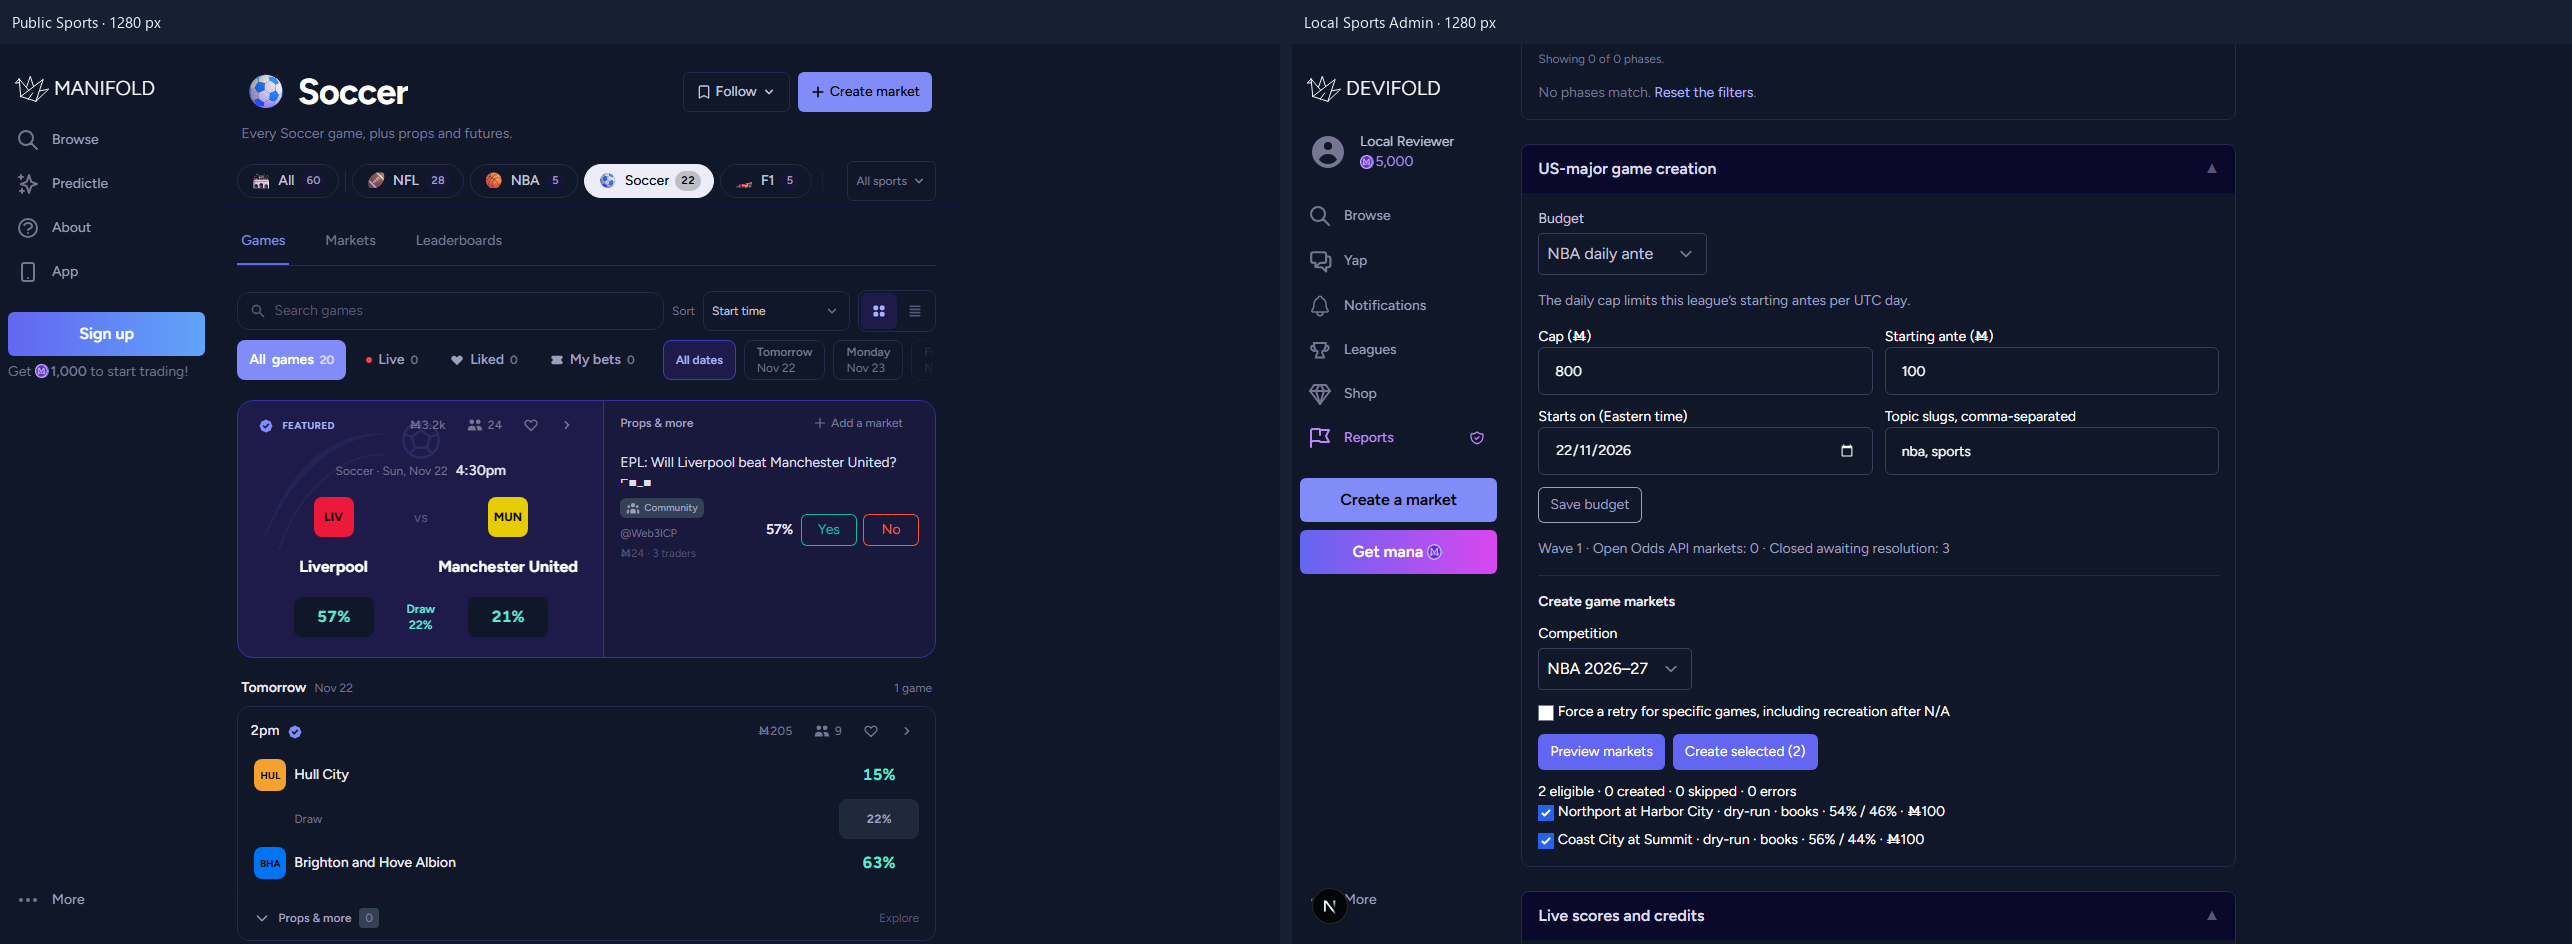 Public Sports · 1280 px
MANIFOLD
Browse
Predictle
About
App
Sign up
Get M1,000 to start trading!
More
Soccer
Follow
+ Create market
Every Soccer game, plus props and futures.
All 60
NFL 28
NBA 5
Soccer 22
F1 5
All sports
Games
Markets
Leaderboards
Search games
Sort
Start time
All games 20
Live 0
Liked 0
My bets 0
All dates
Tomorrow
Nov 22
Monday
Nov 23
FEATURED
Ṁ3.2k
24
Soccer · Sun, Nov 22 4:30pm
LIV
vs
MUN
Liverpool
Manchester United
57%
Draw
22%
21%
Props & more
+ Add a market
EPL: Will Liverpool beat Manchester United?
Community
@Web3ICP
Ṁ24 · 3 traders
57%
Yes
No
Tomorrow Nov 22
1 game
2pm
Ṁ205
9
HUL
Hull City
15%
Draw
22%
BHA
Brighton and Hove Albion
63%
Props & more 0
Explore
Local Sports Admin · 1280 px
DEVIFOLD
Local Reviewer
M5,000
Browse
Yap
Notifications
Leagues
Shop
Reports
Create a market
Get mana M
N
More
Showing 0 of 0 phases.
No phases match. Reset the filters.
US-major game creation
Budget
NBA daily ante
The daily cap limits this league's starting antes per UTC day.
Cap (Ṁ)
Starting ante (Ṁ)
800
100
Starts on (Eastern time)
Topic slugs, comma-separated
22/11/2026
nba, sports
Save budget
Wave 1 · Open Odds API markets: 0 · Closed awaiting resolution: 3
Create game markets
Competition
NBA 2026–27
Force a retry for specific games, including recreation after N/A
Preview markets
Create selected (2)
2 eligible · 0 created · 0 skipped · 0 errors
Northport at Harbor City · dry-run · books · 54% / 46% · Ṁ100
Coast City at Summit · dry-run · books · 56% / 44% · Ṁ100
Live scores and credits